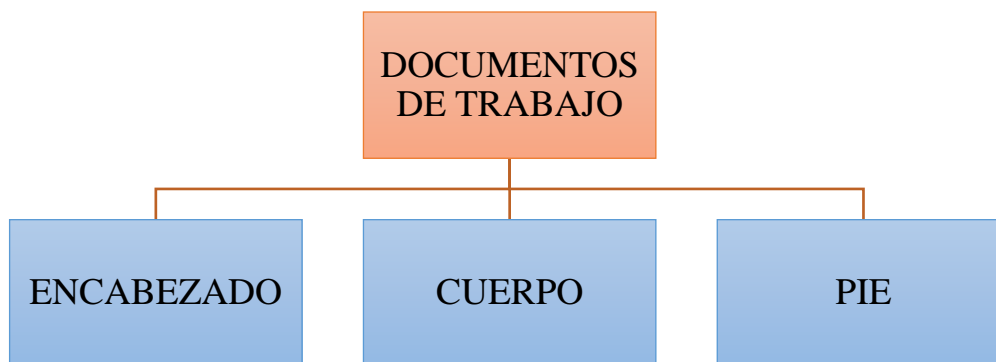 DOCUMENTOS
DE TRABAJO
ENCABEZADO
CUERPO
PIE